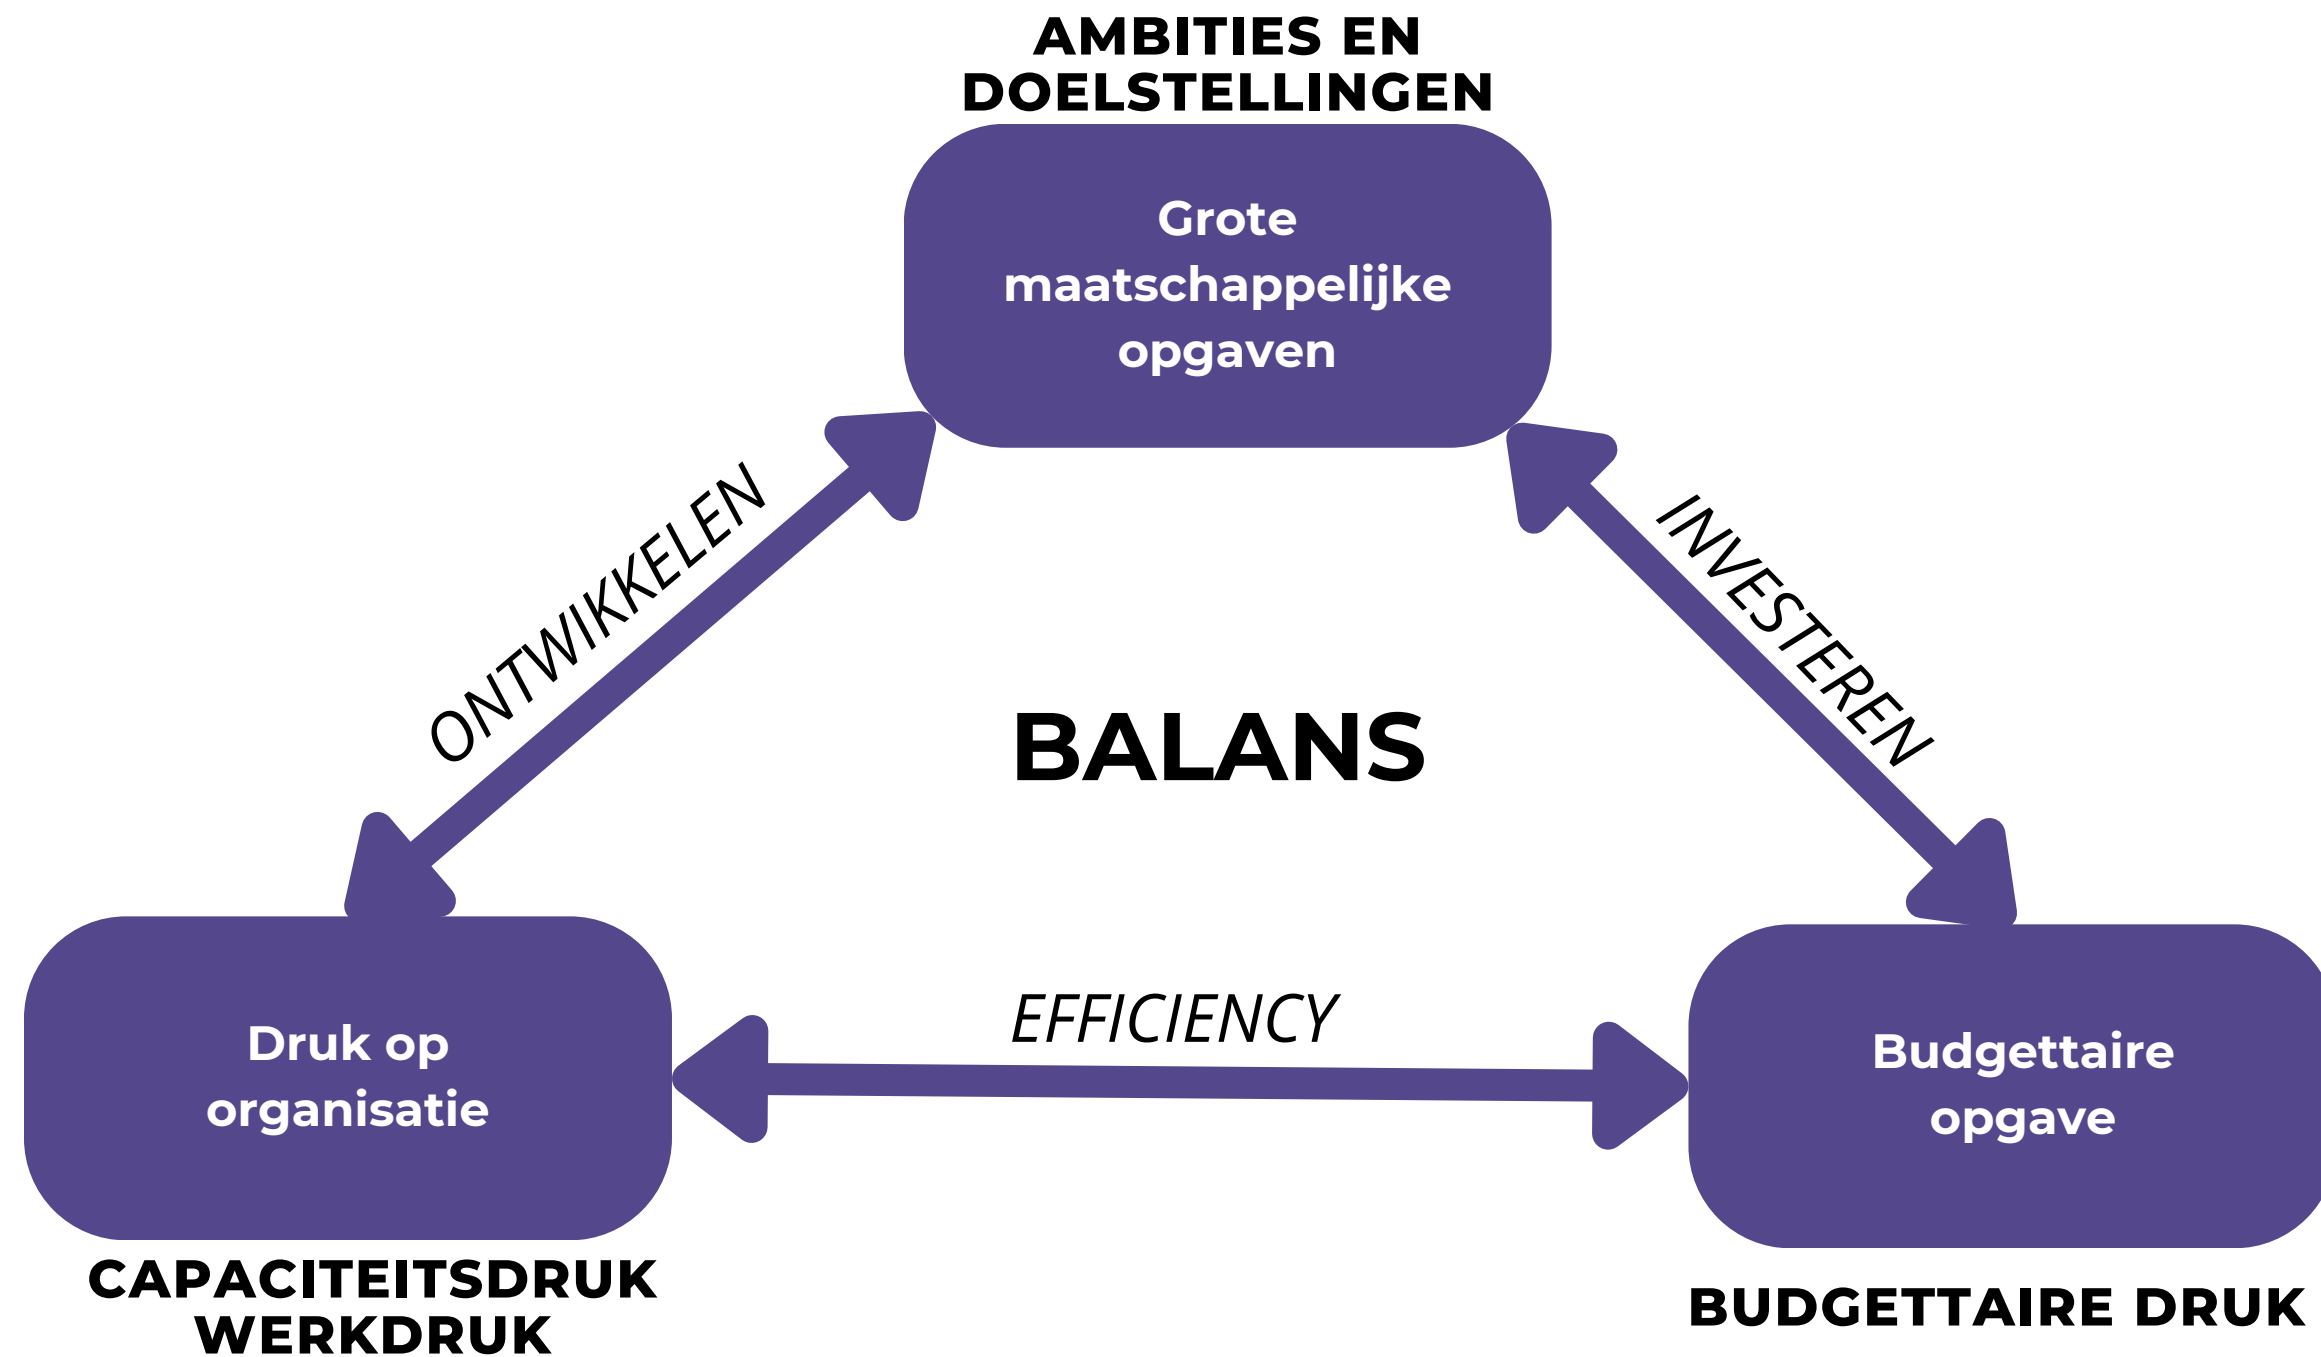 AMBITIES EN
DOELSTELLINGEN
Grote
maatschappelijke
opgaven
ONTWIKKELEN
INVESTEREN
BALANS
EFFICIENCY
Druk op
organisatie
Budgettaire
opgave
CAPACITEITSDRUK
WERKDRUK
BUDGETTAIRE DRUK